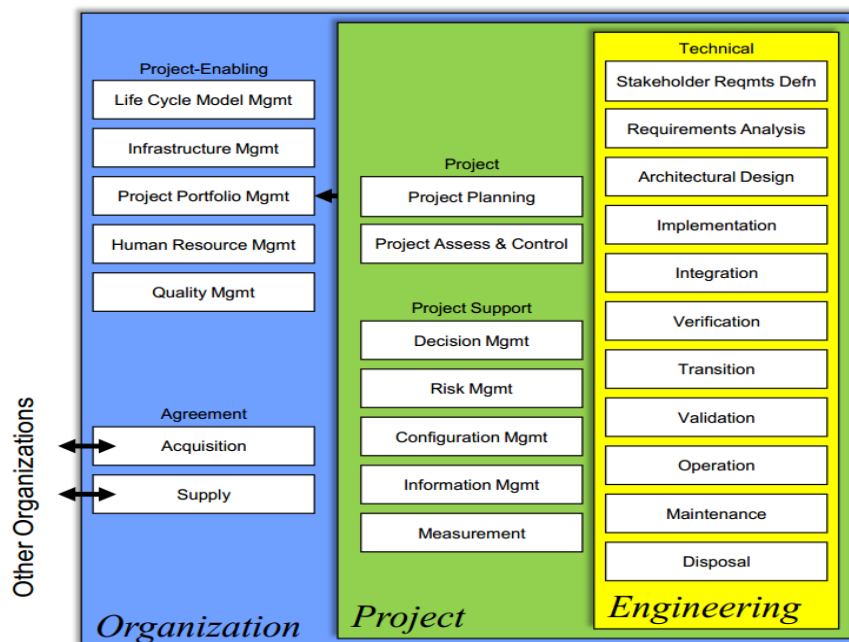 Project-Enabling
Life Cycle Model Mgmt
Infrastructure Mgmt
Project Portfolio Mgmt
Human Resource Mgmt
Quality Mgmt
Agreement
Acquisition
Supply
Other Organizations
Organization
Project
Project Planning
Project Assess & Control
Project Support
Decision Mgmt
Risk Mgmt
Configuration Mgmt
Information Mgmt
Measurement
Project
Technical
Stakeholder Reqmts Defn
Requirements Analysis
Architectural Design
Implementation
Integration
Verification
Transition
Validation
Operation
Maintenance
Disposal
Engineering